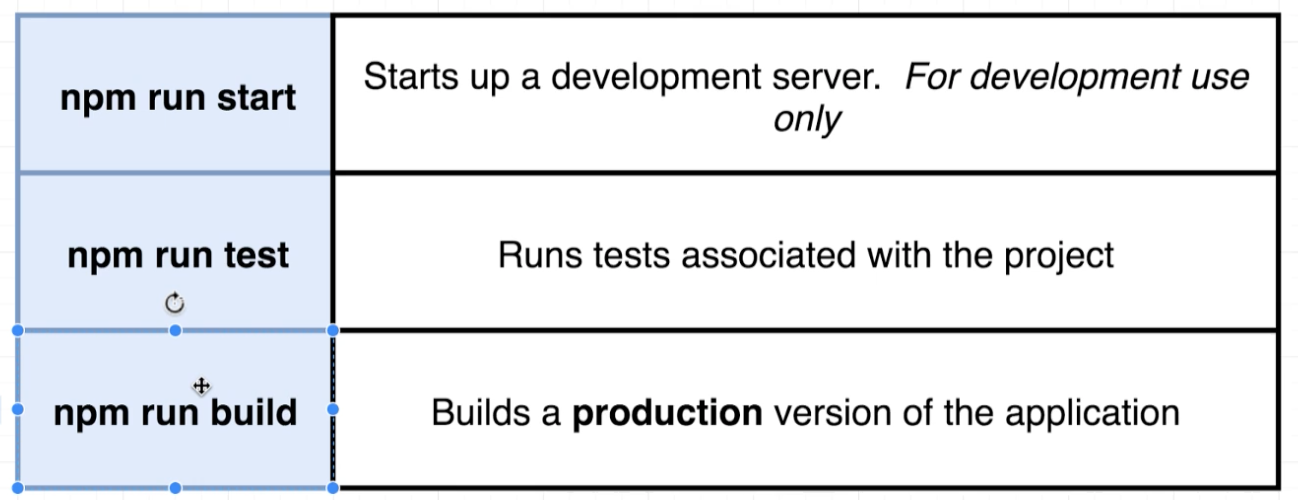 npm run start
Starts up a development server.  For development use
only
npm run test
Runs tests associated with the project
npm run build
Builds a production version of the application